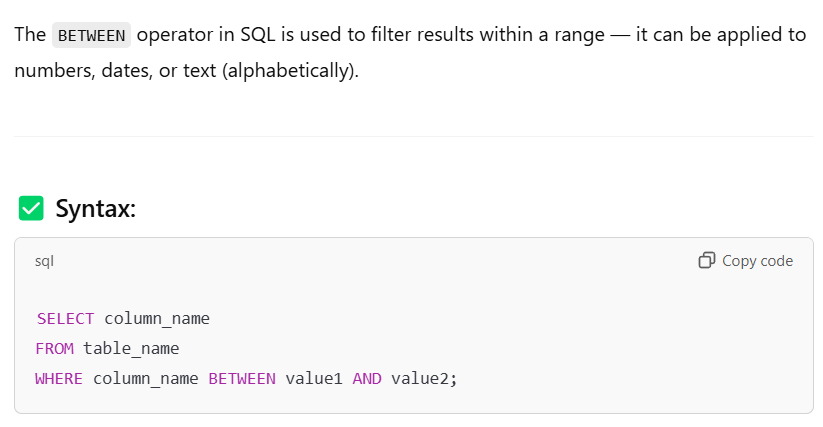 The BETWEEN operator in SQL is used to filter results within a range — it can be applied to
numbers, dates, or text (alphabetically).
✅ Syntax:
sql
Copy code
SELECT column_name
FROM table_name
WHERE column_name BETWEEN value1 AND value2;